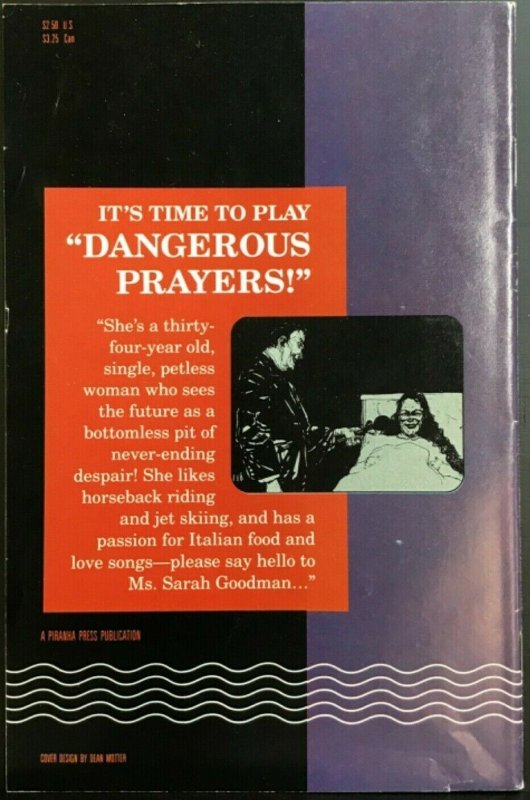 $2.50 U.S
$3.25 Can
IT'S TIME TO PLAY
“DANGEROUS
PRAYERS!”
“She's a thirty-
four-year old,
single, petless
woman who sees
the future as a
bottomless pit of
never-ending
despair! She likes
horseback riding
and jet skiing, and has a
passion for Italian food and
love songs—please say hello to
Ms. Sarah Goodman...”
A PIRANHA PRESS PUBLICATION
COVER DESIGN BY DEAN MOTTER